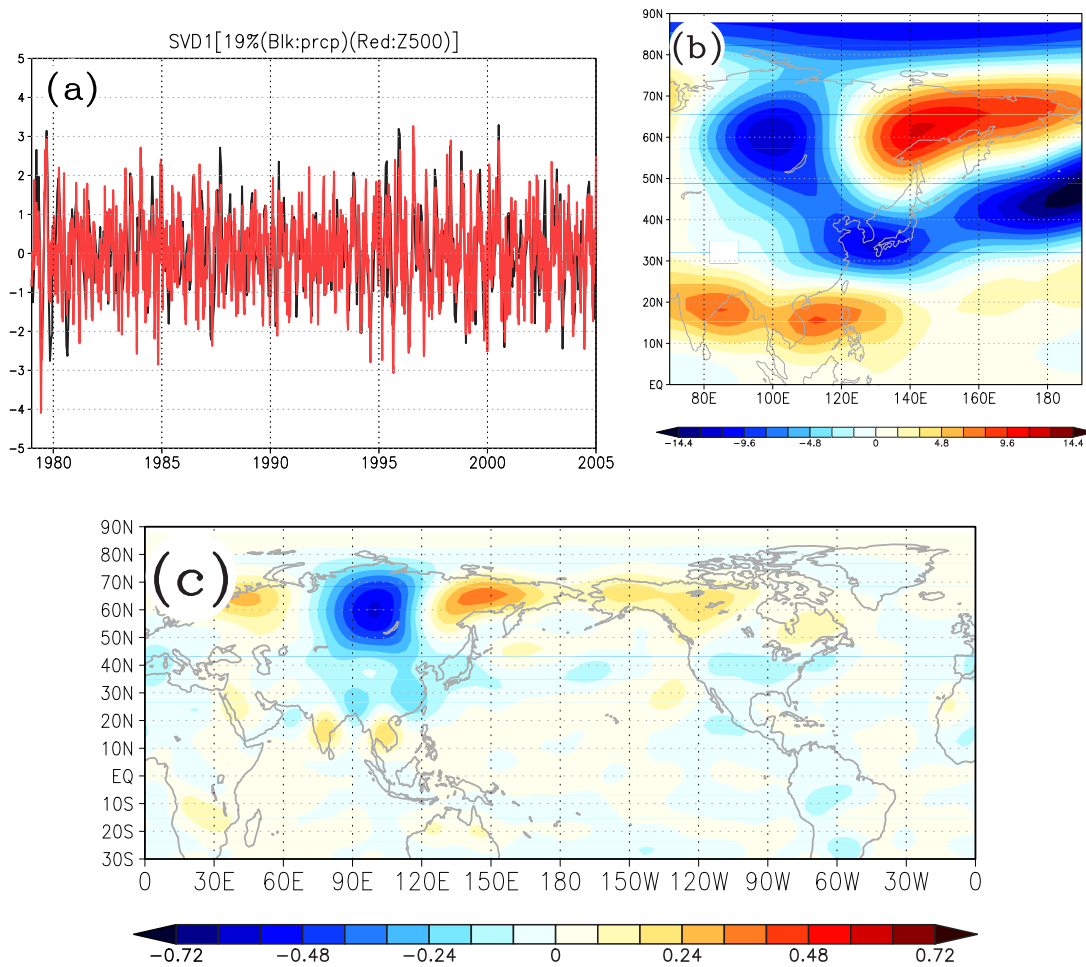 SVD1[19%(Blk:prcp)(Red:Z500)]
(a)
5
4
3
2
1
0
−1
−2
−3
−4
−5
1980 1985 1990 1995 2000 2005
(b)
90N
80N
70N
60N
50N
40N
30N
20N
10N
EQ
80E 100E 120E 140E 160E 180
−14.4 −9.6 −4.8 0 4.8 9.6 14.4
(c)
90N
80N
70N
60N
50N
40N
30N
20N
10N
EQ
10S
20S
30S
0 30E 60E 90E 120E 150E 180 150W 120W 90W 60W 0
−0.72 −0.48 −0.24 0 0.24 0.48 0.72